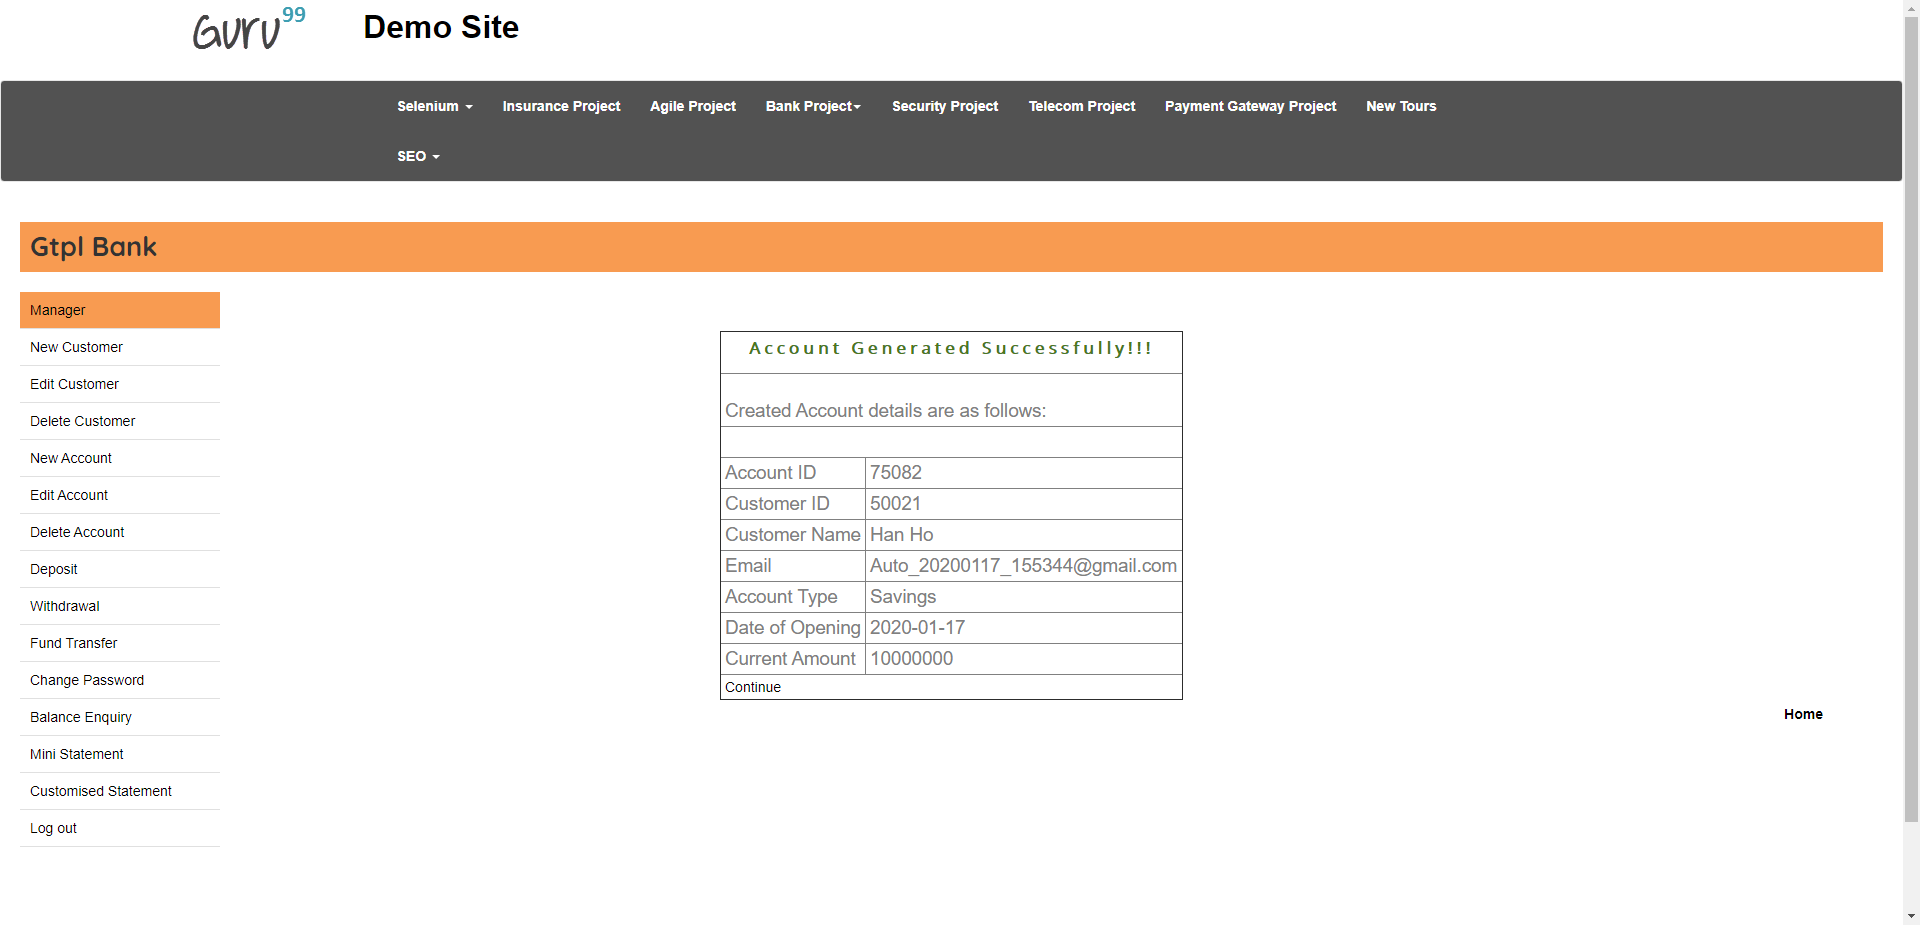 Guru99
Demo Site
Selenium
Insurance Project
Agile Project
Bank Project
Security Project
Telecom Project
Payment Gateway Project
New Tours
SEO
Gtpl Bank
Manager
New Customer
Edit Customer
Delete Customer
New Account
Edit Account
Delete Account
Deposit
Withdrawal
Fund Transfer
Change Password
Balance Enquiry
Mini Statement
Customised Statement
Log out
Account Generated Successfully!!!
Created Account details are as follows:
Account ID 75082
Customer ID 50021
Customer Name Han Ho
Email Auto_20200117_155344@gmail.com
Account Type Savings
Date of Opening 2020-01-17
Current Amount 10000000
Continue
Home